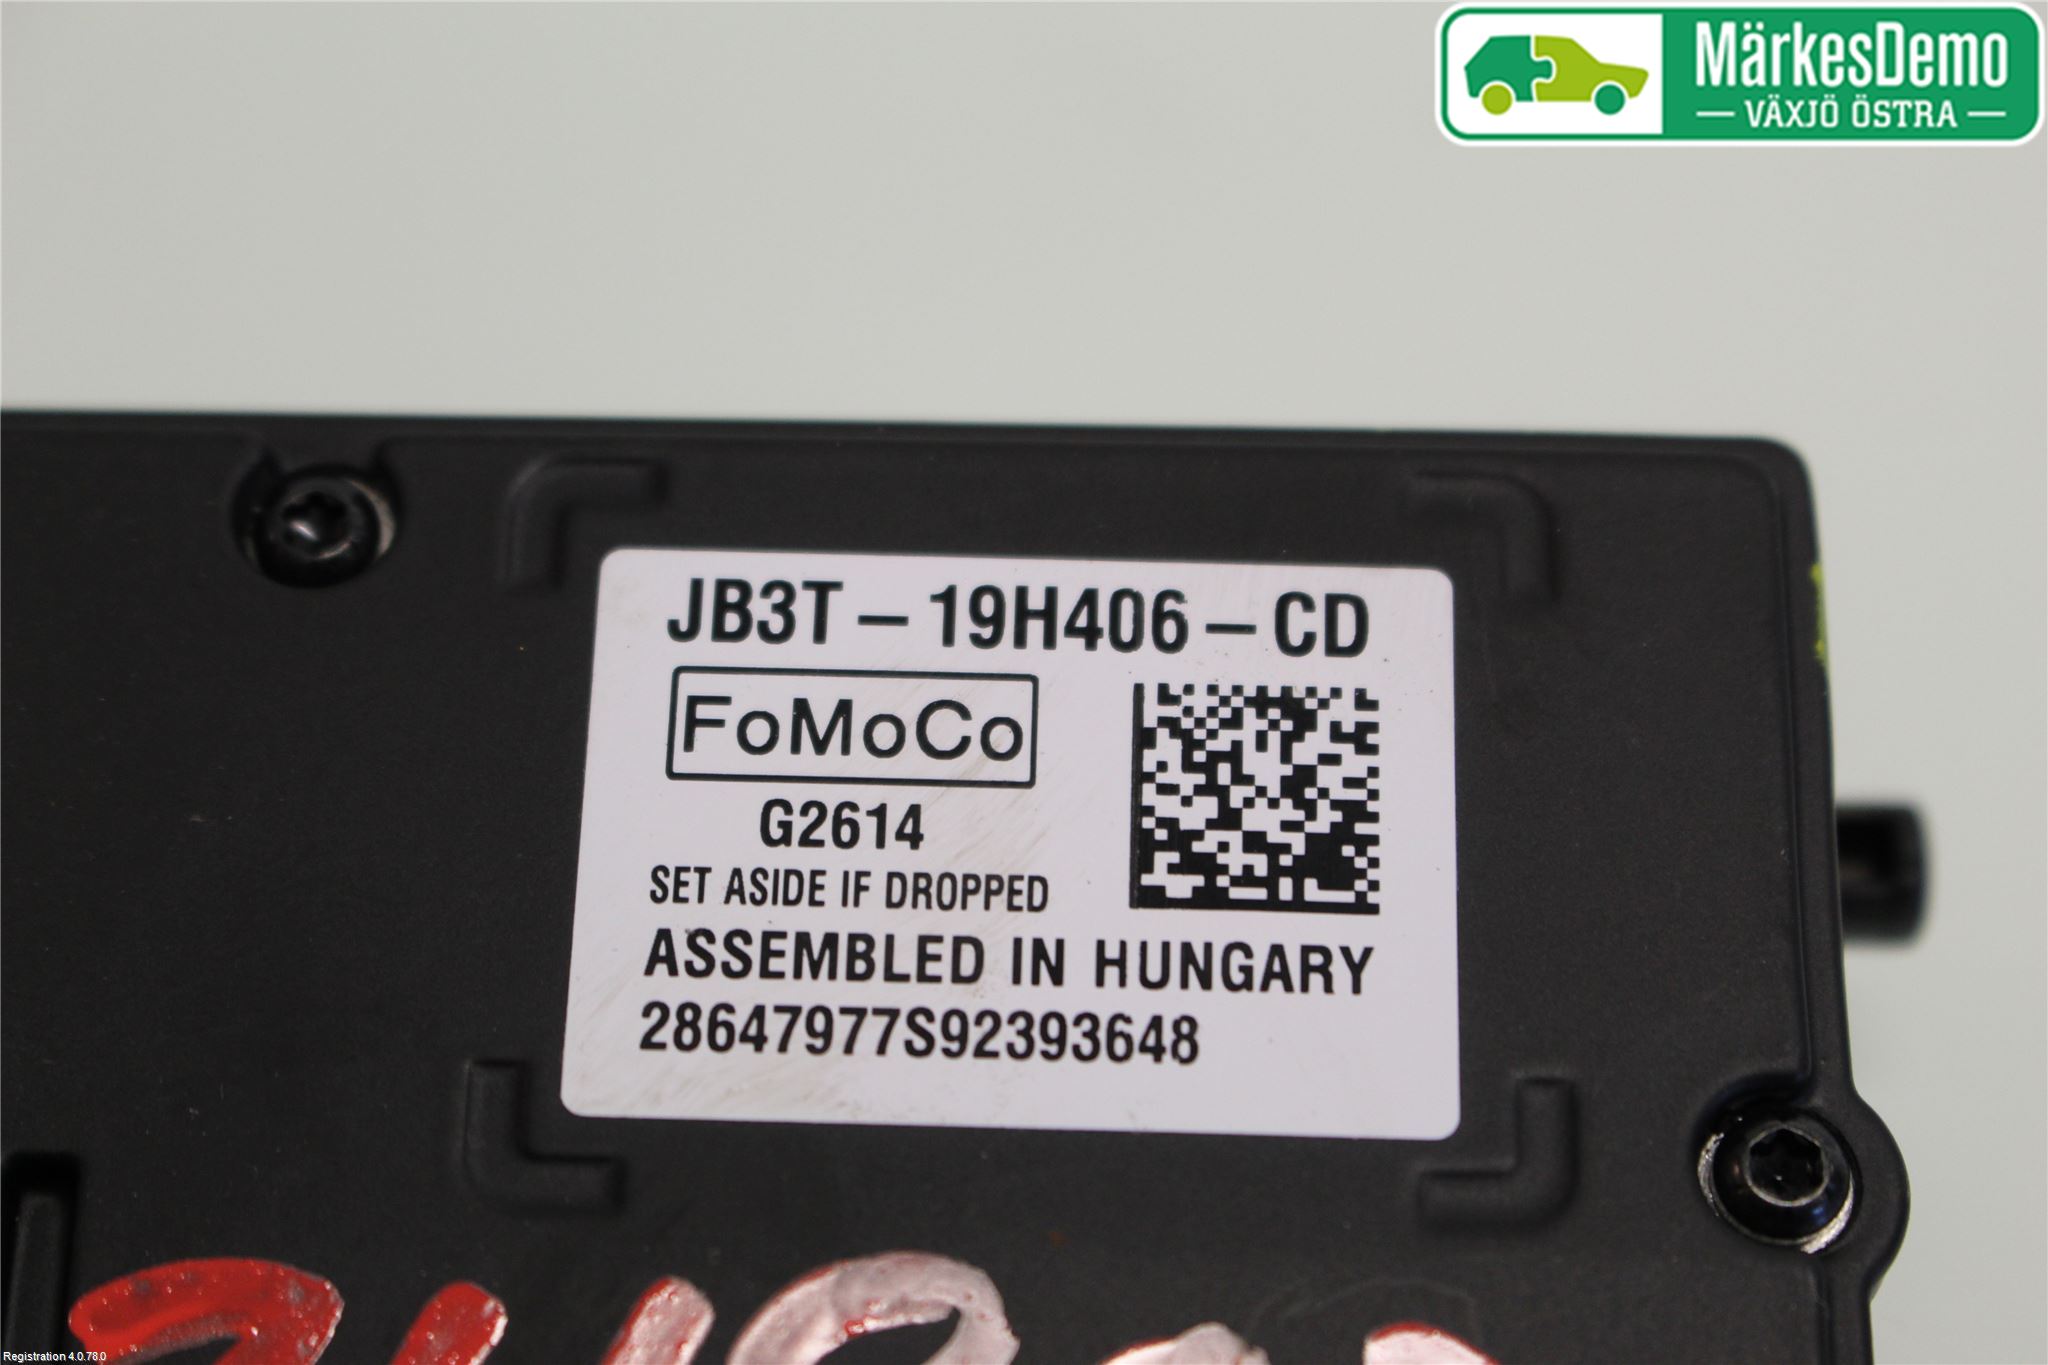 MärkesDemo
VÄXJÖ ÖSTRA
JB3T-19H406-CD
FoMoCo
G2614
SET ASIDE IF DROPPED
ASSEMBLED IN HUNGARY
28647977S92393648
Registration 4.0.78.0